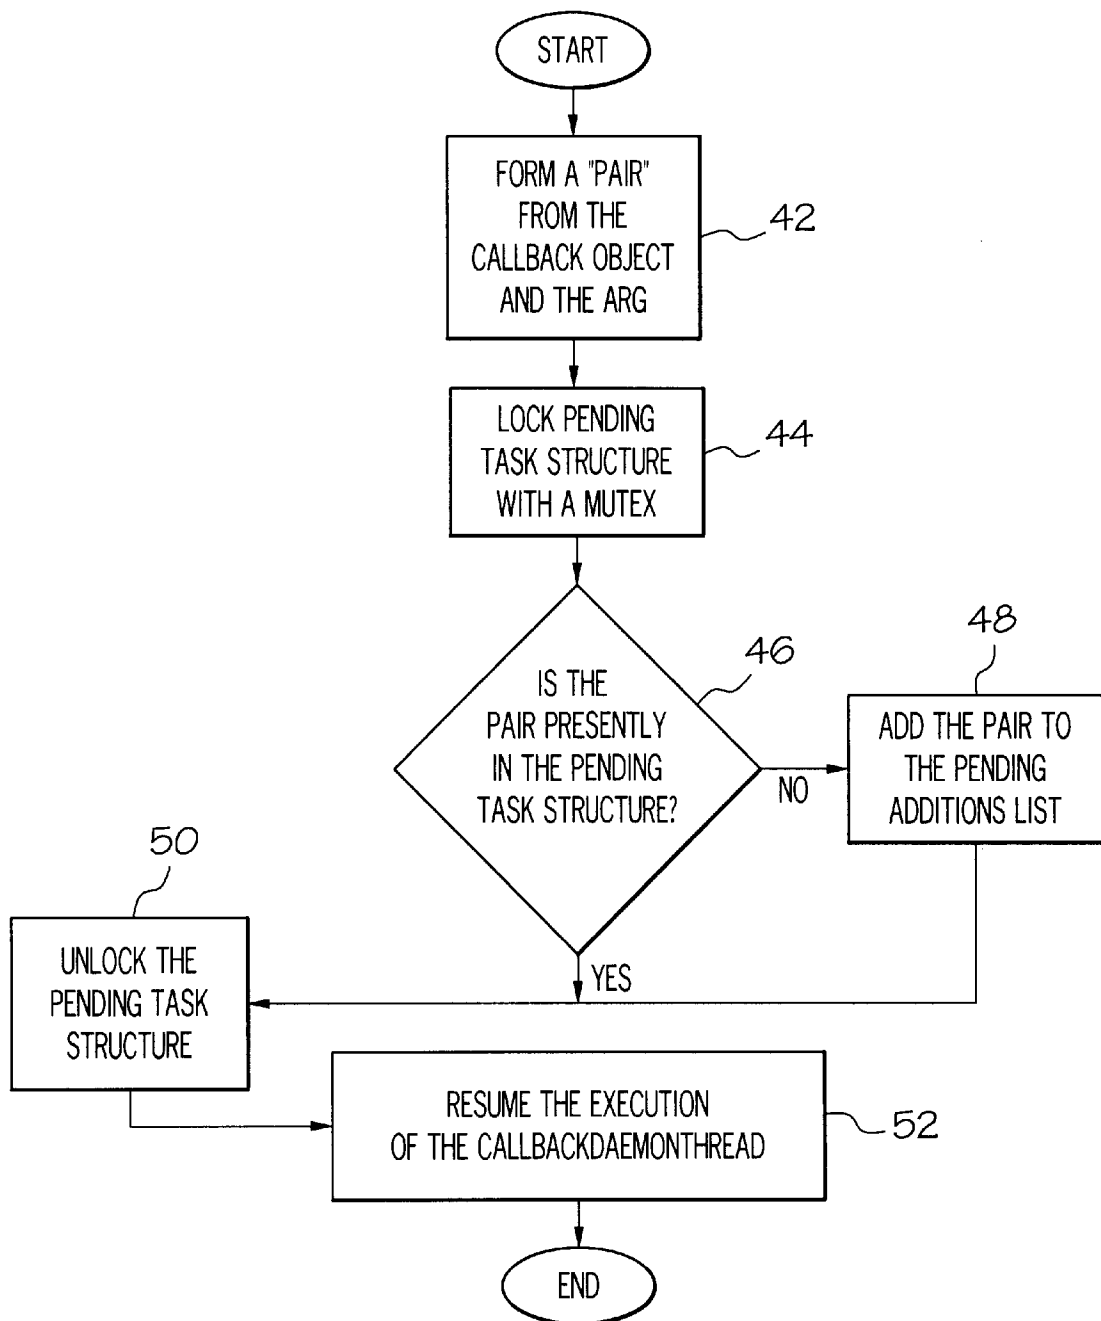 START
FORM A "PAIR"
FROM THE
CALLBACK OBJECT
AND THE ARG
42
LOCK PENDING
TASK STRUCTURE
WITH A MUTEX
44
IS THE
PAIR PRESENTLY
IN THE PENDING
TASK STRUCTURE?
46
NO
48
ADD THE PAIR TO
THE PENDING
ADDITIONS LIST
YES
50
UNLOCK THE
PENDING TASK
STRUCTURE
RESUME THE EXECUTION
OF THE CALLBACKDAEMONTHREAD
52
END